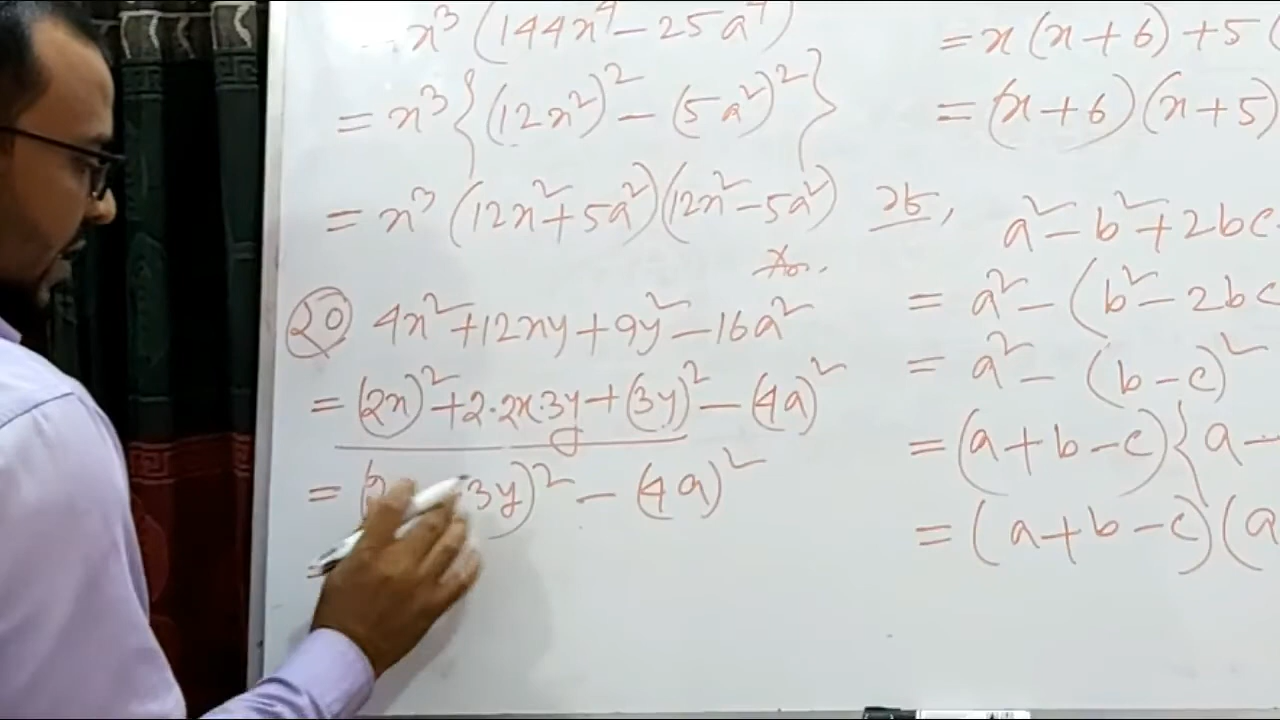 x³(144x⁴ - 25a⁴)
= x³{(12x²)² - (5a²)²}
= x³(12x² + 5a²)(12x² - 5a²)
Ans.
২০ 4x² + 12xy + 9y² - 16a²
= (2x)² + 2·2x·3y + (3y)² - (4a)²
= 3y)² - (4a)²
=
= x(x+6) + 5(
= (x+6)(x+5)
২৮, a² - b² + 2bc
= a² - (b² - 2bc
= a² - (b-c)²
= (a+b-c){a-
= (a+b-c)(a